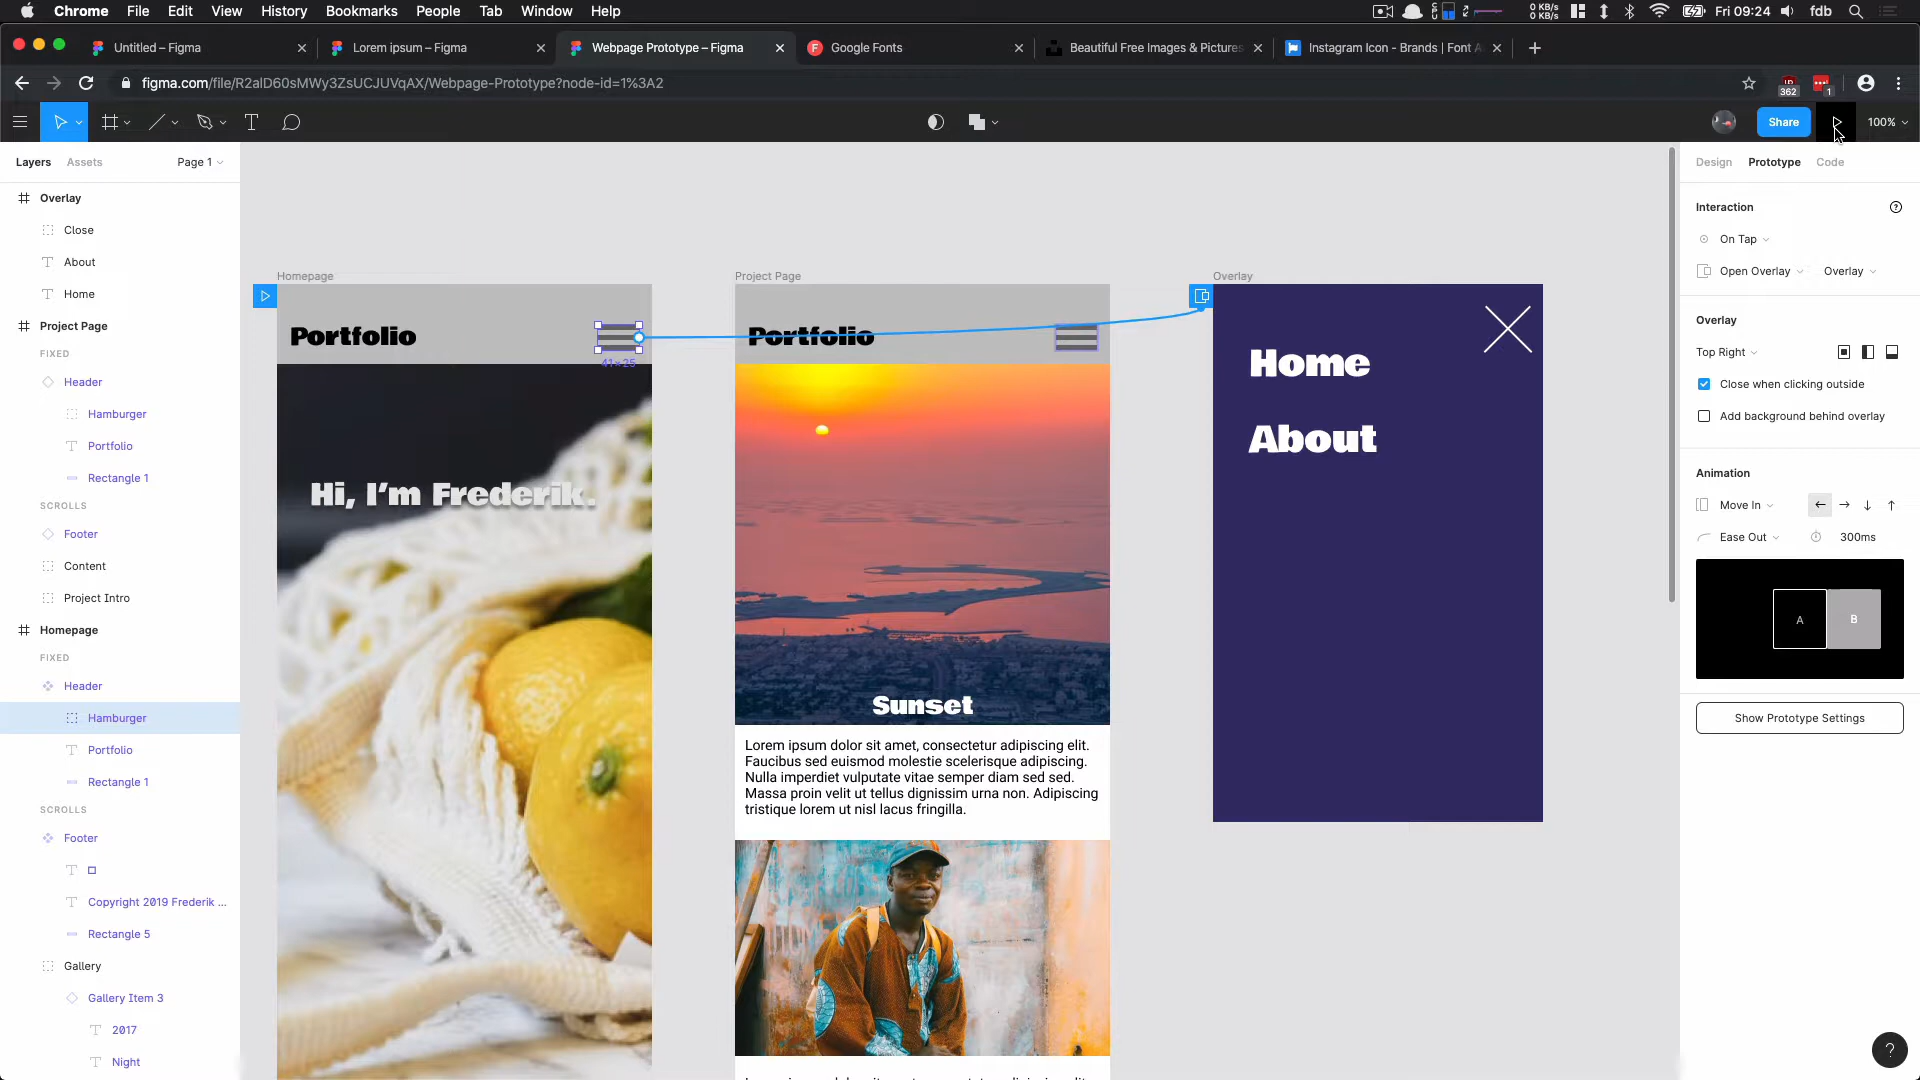 Chrome File Edit View History Bookmarks People Tab Window Help
0 KB/s
0 KB/s
Fri 09:24
fdb
Untitled – Figma
Lorem ipsum – Figma
Webpage Prototype – Figma
Google Fonts
Beautiful Free Images & Pictures
Instagram Icon - Brands | Font A
figma.com/file/R2alD60sMWy3ZsUCJUVqAX/Webpage-Prototype?node-id=1%3A2
362
1
Share
100%
Layers
Assets
Page 1
Overlay
Close
About
Home
Project Page
FIXED
Header
Hamburger
Portfolio
Rectangle 1
SCROLLS
Footer
Content
Project Intro
Homepage
FIXED
Header
Hamburger
Portfolio
Rectangle 1
SCROLLS
Footer
Copyright 2019 Frederik ...
Rectangle 5
Gallery
Gallery Item 3
2017
Night
Homepage
Portfolio
41×25
Hi, I’m Frederik.
Project Page
Portfolio
Sunset
Lorem ipsum dolor sit amet, consectetur adipiscing elit.
Faucibus sed euismod molestie scelerisque adipiscing.
Nulla imperdiet vulputate vitae semper diam sed sed.
Massa proin velit ut tellus dignissim urna non. Adipiscing
tristique lorem ut nisl lacus fringilla.
Overlay
Home
About
Design
Prototype
Code
Interaction
On Tap
Open Overlay
Overlay
Overlay
Top Right
Close when clicking outside
Add background behind overlay
Animation
Move In
Ease Out
300ms
A
B
Show Prototype Settings
?